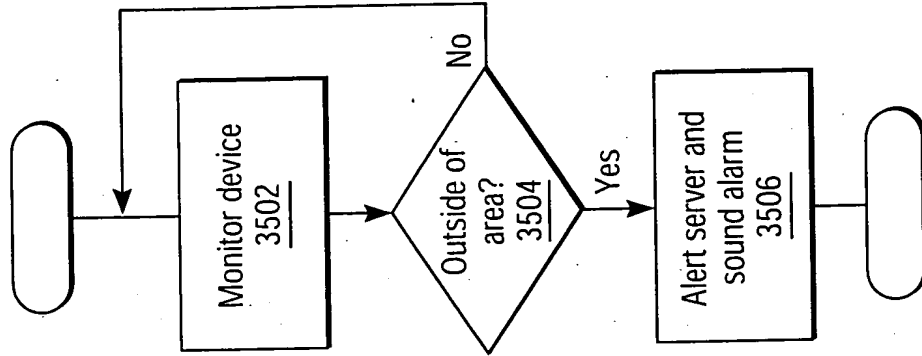 Monitor device
3502
Outside of
area?
3504
No
Yes
Alert server and
sound alarm
3506